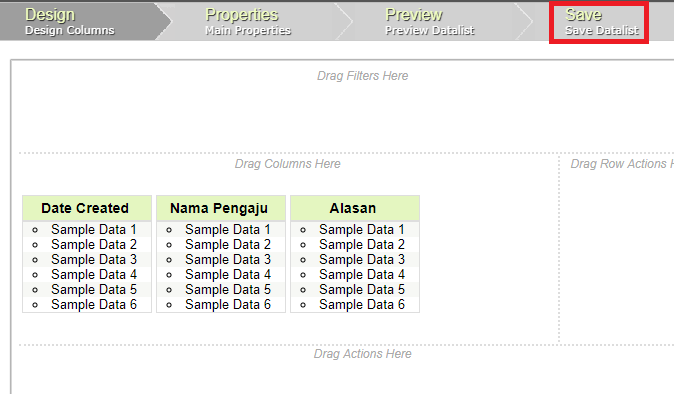 Design
Design Columns
Properties
Main Properties
Preview
Preview Datalist
Save
Save Datalist
Drag Filters Here
Drag Columns Here
Drag Row Actions H
Date Created
Nama Pengaju
Alasan
Sample Data 1
Sample Data 1
Sample Data 1
Sample Data 2
Sample Data 2
Sample Data 2
Sample Data 3
Sample Data 3
Sample Data 3
Sample Data 4
Sample Data 4
Sample Data 4
Sample Data 5
Sample Data 5
Sample Data 5
Sample Data 6
Sample Data 6
Sample Data 6
Drag Actions Here